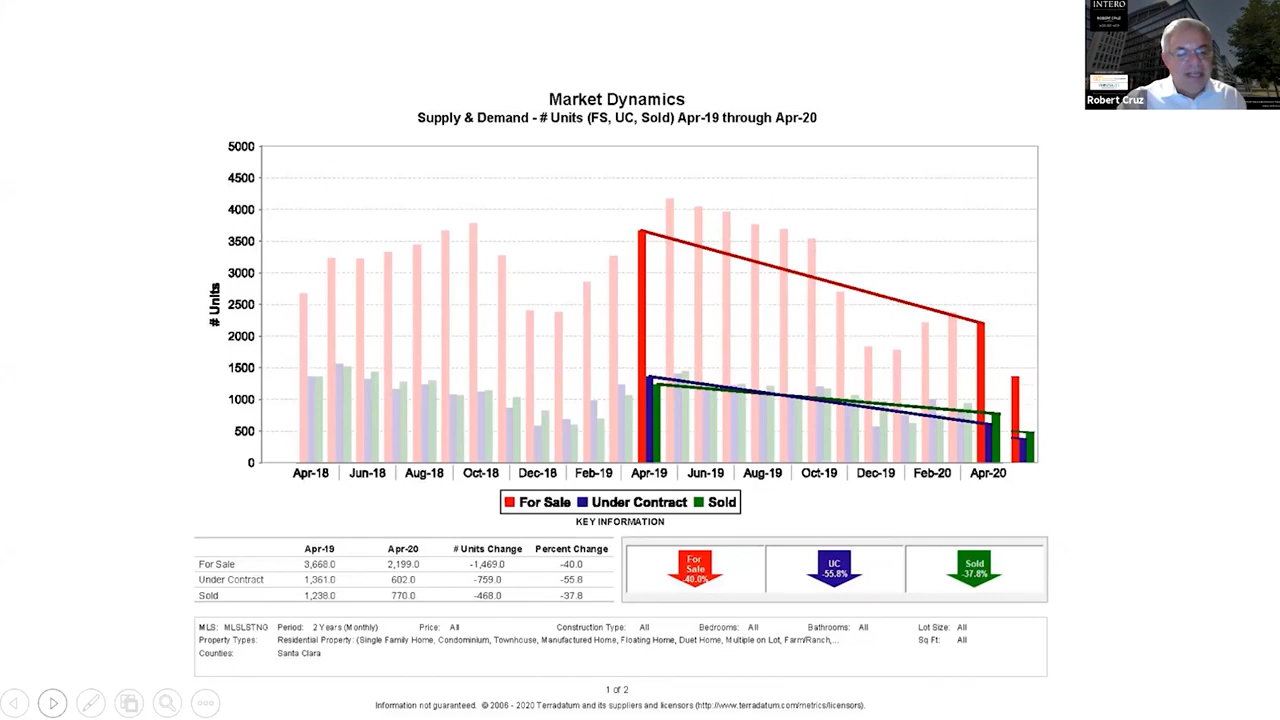 INTERO
ROBERT CRUZ
Robert Cruz
Market Dynamics
Supply & Demand - # Units (FS, UC, Sold) Apr-19 through Apr-20
# Units
5000
4500
4000
3500
3000
2500
2000
1500
1000
500
0
Apr-18 Jun-18 Aug-18 Oct-18 Dec-18 Feb-19 Apr-19 Jun-19 Aug-19 Oct-19 Dec-19 Feb-20 Apr-20
For Sale Under Contract Sold
KEY INFORMATION
Apr-19 Apr-20 # Units Change Percent Change
For Sale 3,668.0 2,199.0 -1,469.0 -40.0
Under Contract 1,361.0 602.0 -759.0 -55.8
Sold 1,238.0 770.0 -468.0 -37.8
For
Sale
-40.0%
UC
-55.8%
Sold
-37.8%
MLS: MLSLSTNG Period: 2 Years (Monthly) Price: All Construction Type: All Bedrooms: All Bathrooms: All Lot Size: All
Property Types: Residential Property: (Single Family Home, Condominium, Townhouse, Manufactured Home, Floating Home, Duet Home, Multiple on Lot, Farm/Ranch,... Sq Ft: All
Counties: Santa Clara
1 of 2
Information not guaranteed. © 2006 - 2020 Terradatum and its suppliers and licensors (http://www.terradatum.com/metrics/licensors).